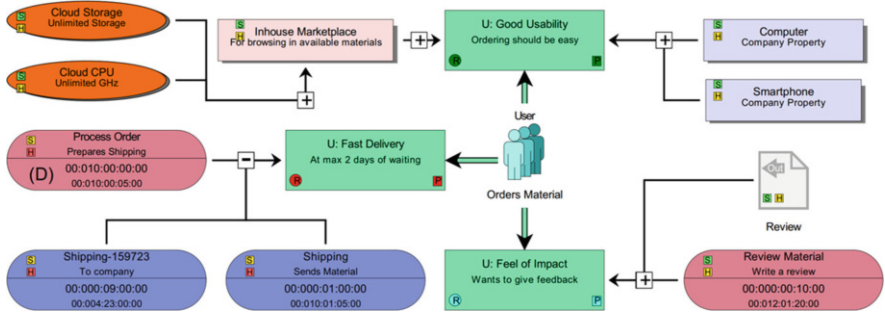 Cloud Storage
Unlimited Storage
S
H
Cloud CPU
Unlimited GHz
S
H
Inhouse Marketplace
For browsing in available materials
S
H
+
+
U: Good Usability
Ordering should be easy
R
P
+
Computer
Company Property
S
H
Smartphone
Company Property
S
H
Process Order
Prepares Shipping
S
H
(D)
00:010:00:00:00
00:010:00:05:00
U: Fast Delivery
At max 2 days of waiting
R
P
User
Orders Material
Out
S H
Review
Shipping-159723
To company
S
H
00:000:09:00:00
00:004:23:00:00
Shipping
Sends Material
S
H
00:000:01:00:00
00:010:01:05:00
U: Feel of Impact
Wants to give feedback
R
P
+
Review Material
Write a review
S
H
00:000:00:10:00
00:012:01:20:00